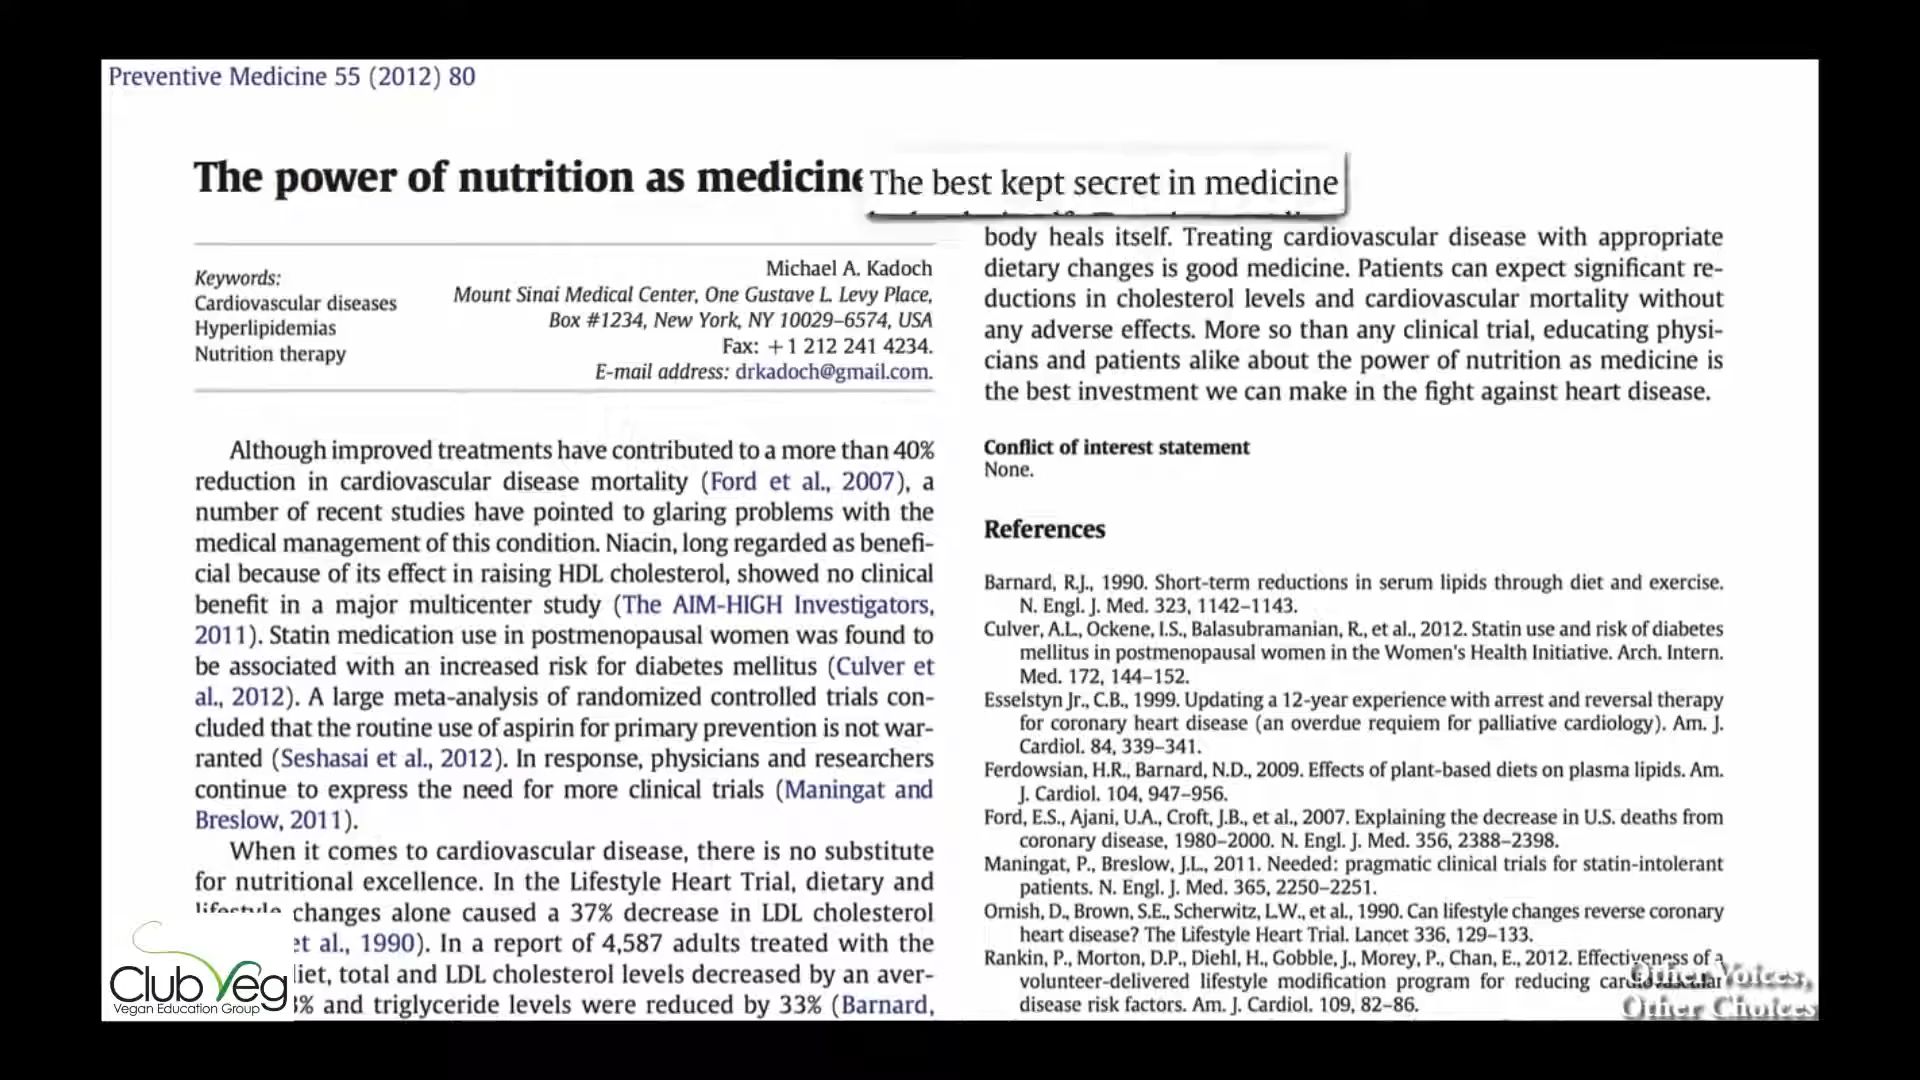 Preventive Medicine 55 (2012) 80
The power of nutrition as medicine
The best kept secret in medicine
Keywords:
Cardiovascular diseases
Hyperlipidemias
Nutrition therapy
Michael A. Kadoch
Mount Sinai Medical Center, One Gustave L. Levy Place,
Box #1234, New York, NY 10029–6574, USA
Fax: +1 212 241 4234.
E-mail address: drkadoch@gmail.com.
Although improved treatments have contributed to a more than 40%
reduction in cardiovascular disease mortality (Ford et al., 2007), a
number of recent studies have pointed to glaring problems with the
medical management of this condition. Niacin, long regarded as benefi-
cial because of its effect in raising HDL cholesterol, showed no clinical
benefit in a major multicenter study (The AIM-HIGH Investigators,
2011). Statin medication use in postmenopausal women was found to
be associated with an increased risk for diabetes mellitus (Culver et
al., 2012). A large meta-analysis of randomized controlled trials con-
cluded that the routine use of aspirin for primary prevention is not war-
ranted (Seshasai et al., 2012). In response, physicians and researchers
continue to express the need for more clinical trials (Maningat and
Breslow, 2011).
When it comes to cardiovascular disease, there is no substitute
for nutritional excellence. In the Lifestyle Heart Trial, dietary and
lifestyle changes alone caused a 37% decrease in LDL cholesterol
et al., 1990). In a report of 4,587 adults treated with the
iet, total and LDL cholesterol levels decreased by an aver-
% and triglyceride levels were reduced by 33% (Barnard,
body heals itself. Treating cardiovascular disease with appropriate
dietary changes is good medicine. Patients can expect significant re-
ductions in cholesterol levels and cardiovascular mortality without
any adverse effects. More so than any clinical trial, educating physi-
cians and patients alike about the power of nutrition as medicine is
the best investment we can make in the fight against heart disease.
Conflict of interest statement
None.
References
Barnard, R.J., 1990. Short-term reductions in serum lipids through diet and exercise.
N. Engl. J. Med. 323, 1142–1143.
Culver, A.L., Ockene, I.S., Balasubramanian, R., et al., 2012. Statin use and risk of diabetes
mellitus in postmenopausal women in the Women's Health Initiative. Arch. Intern.
Med. 172, 144–152.
Esselstyn Jr., C.B., 1999. Updating a 12-year experience with arrest and reversal therapy
for coronary heart disease (an overdue requiem for palliative cardiology). Am. J.
Cardiol. 84, 339–341.
Ferdowsian, H.R., Barnard, N.D., 2009. Effects of plant-based diets on plasma lipids. Am.
J. Cardiol. 104, 947–956.
Ford, E.S., Ajani, U.A., Croft, J.B., et al., 2007. Explaining the decrease in U.S. deaths from
coronary disease, 1980–2000. N. Engl. J. Med. 356, 2388–2398.
Maningat, P., Breslow, J.L., 2011. Needed: pragmatic clinical trials for statin-intolerant
patients. N. Engl. J. Med. 365, 2250–2251.
Ornish, D., Brown, S.E., Scherwitz, L.W., et al., 1990. Can lifestyle changes reverse coronary
heart disease? The Lifestyle Heart Trial. Lancet 336, 129–133.
Rankin, P., Morton, D.P., Diehl, H., Gobble, J., Morey, P., Chan, E., 2012. Effectiveness of a
volunteer-delivered lifestyle modification program for reducing cardiovascular
disease risk factors. Am. J. Cardiol. 109, 82–86.
Club Veg
Vegan Education Group
Other Voices,
Other Choices